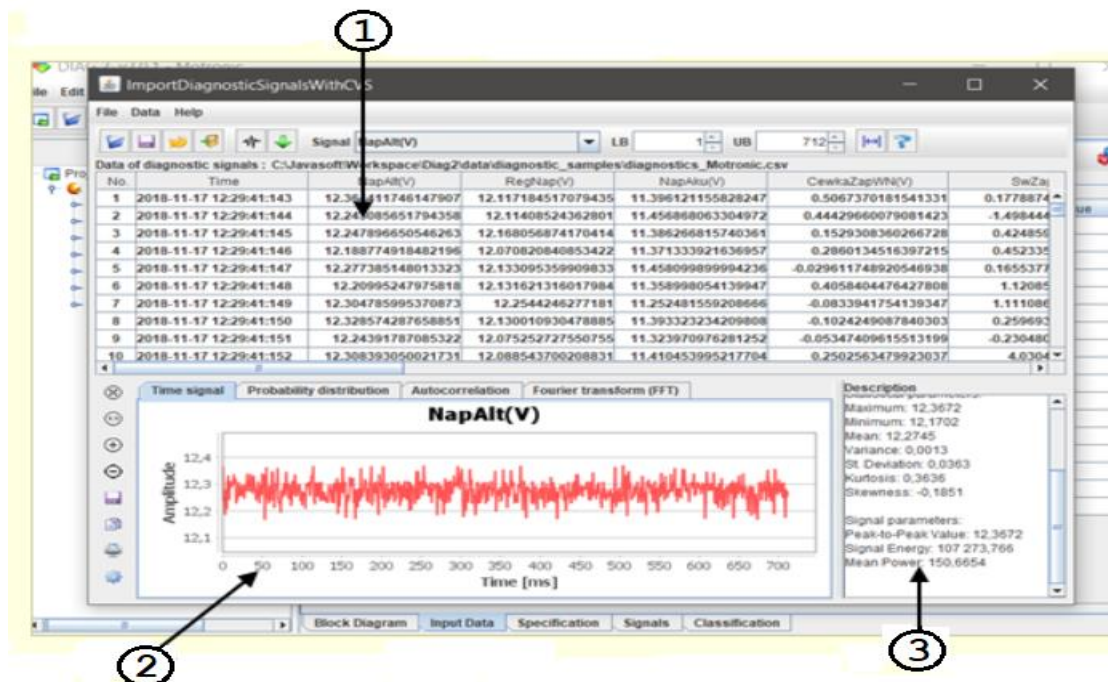 1
ImportDiagnosticSignalsWithCVS
File Data Help
Signal NapAlt(V) LB 1 UB 712
Data of diagnostic signals : C:\Javasoft\Workspace\Diag2\data\diagnostic_samples\diagnostics_Motronic.csv
No. Time NapAlt(V) RegNap(V) NapAku(V) CewkaZapWN(V) SwZa
1 2018-11-17 12:29:41:143 12.117184517079435 11.396121155828247 0.5067370181541331 0.1778874
2 2018-11-17 12:29:41:144 12.11408524362801 11.456868063304972 0.44429660079081423 -1.498444
3 2018-11-17 12:29:41:145 12.247896650546263 12.168056874170414 11.386266815740361 0.15293083602667​28 0.424859
4 2018-11-17 12:29:41:146 12.188774918482196 12.070820840853422 11.371333921636957 0.2860134516397215 0.452335
5 2018-11-17 12:29:41:147 12.277385148013323 12.133095359909833 11.458099899994236 -0.029611748920546938 0.1655377
6 2018-11-17 12:29:41:148 12.20995247975818 12.131621316017984 11.358998054139947 0.4058404476427808 1.12085
7 2018-11-17 12:29:41:149 12.304785995370873 12.2544246277181 11.252481559208666 -0.08339417541393​47 1.111086
8 2018-11-17 12:29:41:150 12.328574287658851 12.130010930478885 11.393323234209808 -0.1024249087840303 0.259693
9 2018-11-17 12:29:41:151 12.24391787085322 12.075252727550755 11.323970976281252 -0.05347409615513199 -0.230480
10 2018-11-17 12:29:41:152 12.308393050021731 12.088543700208831 11.410453995217704 0.25025634799230​37 4.0304
Time signal Probability distribution Autocorrelation Fourier transform (FFT)
Description
NapAlt(V)
Maximum: 12,3672
Minimum: 12,1702
Mean: 12,2745
Variance: 0,0013
St. Deviation: 0,0363
Kurtosis: 0,3636
Skewness: -0,1851
Signal parameters:
Peak-to-Peak Value: 12,3672
Signal Energy: 107 273,766
Mean Power: 150,6654
Amplitude
12,4
12,3
12,2
12,1
0 50 100 150 200 250 300 350 400 450 500 550 600 650 700
Time [ms]
Block Diagram Input Data Specification Signals Classification
2
3